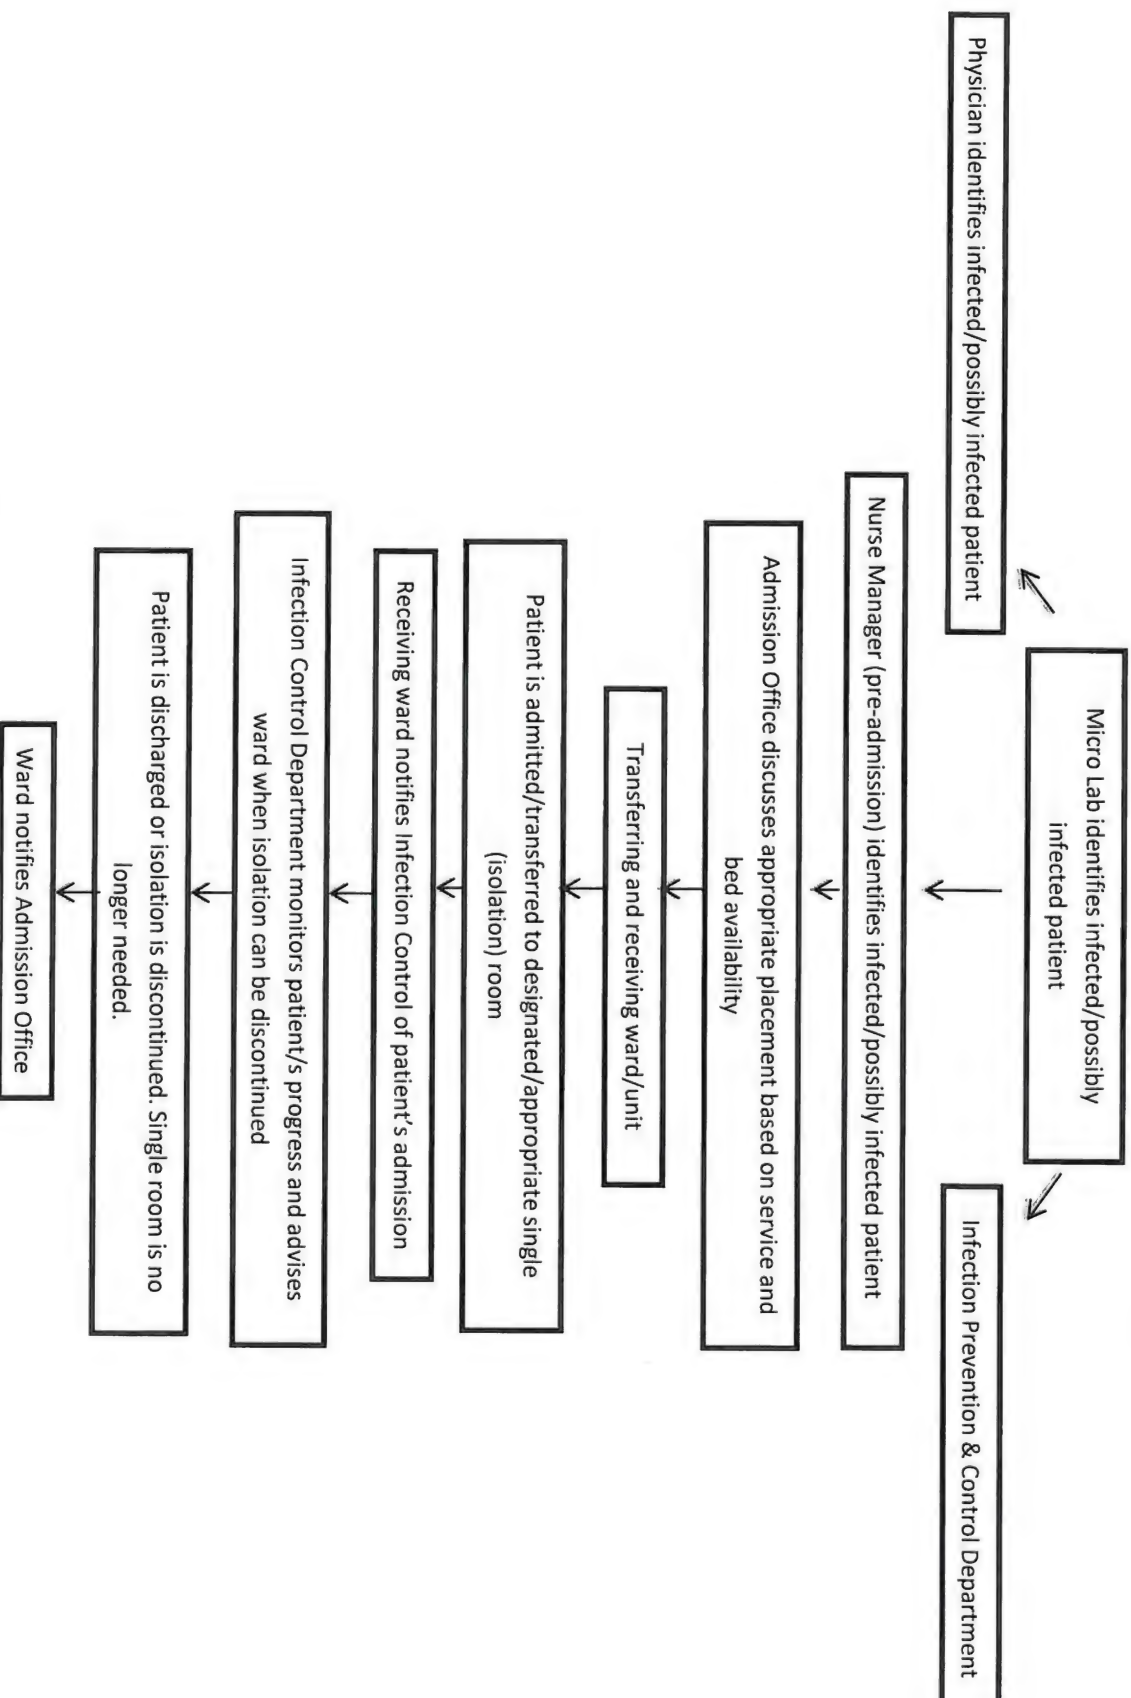 Micro Lab identifies infected/possibly
infected patient
Physician identifies infected/possibly infected patient
Infection Prevention & Control Department
Nurse Manager (pre-admission) identifies infected/possibly infected patient
Admission Office discusses appropriate placement based on service and
bed availability
Transferring and receiving ward/unit
Patient is admitted/transferred to designated/appropriate single
(isolation) room
Receiving ward notifies Infection Control of patient's admission
Infection Control Department monitors patient/s progress and advises
ward when isolation can be discontinued
Patient is discharged or isolation is discontinued. Single room is no
longer needed.
Ward notifies Admission Office